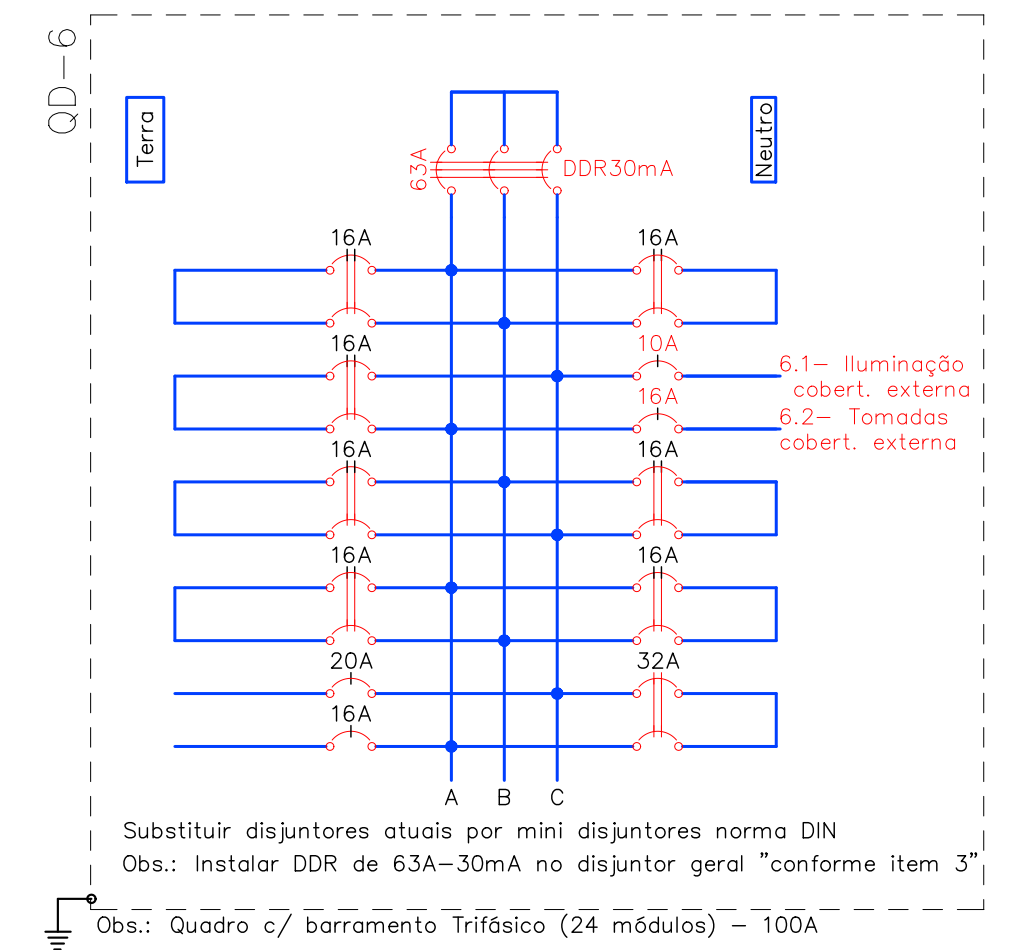 QD-6
Terra
Neutro
63A
DDR30mA
16A
16A
16A
10A
6.1- Iluminação
cobert. externa
16A
6.2- Tomadas
cobert. externa
16A
16A
16A
16A
20A
32A
16A
A B C
Substituir disjuntores atuais por mini disjuntores norma DIN
Obs.: Instalar DDR de 63A-30mA no disjuntor geral "conforme item 3"
Obs.: Quadro c/ barramento Trifásico (24 módulos) - 100A